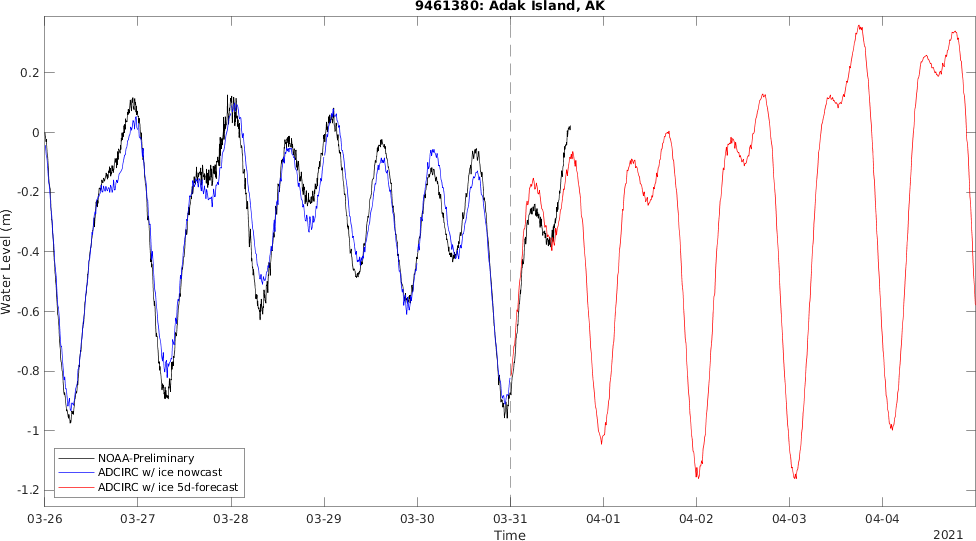 9461380: Adak Island, AK
0.2
0
-0.2
-0.4
-0.6
-0.8
-1
-1.2
Water Level (m)
NOAA-Preliminary
ADCIRC w/ ice nowcast
ADCIRC w/ ice 5d-forecast
03-26 03-27 03-28 03-29 03-30 03-31 04-01 04-02 04-03 04-04
Time
2021